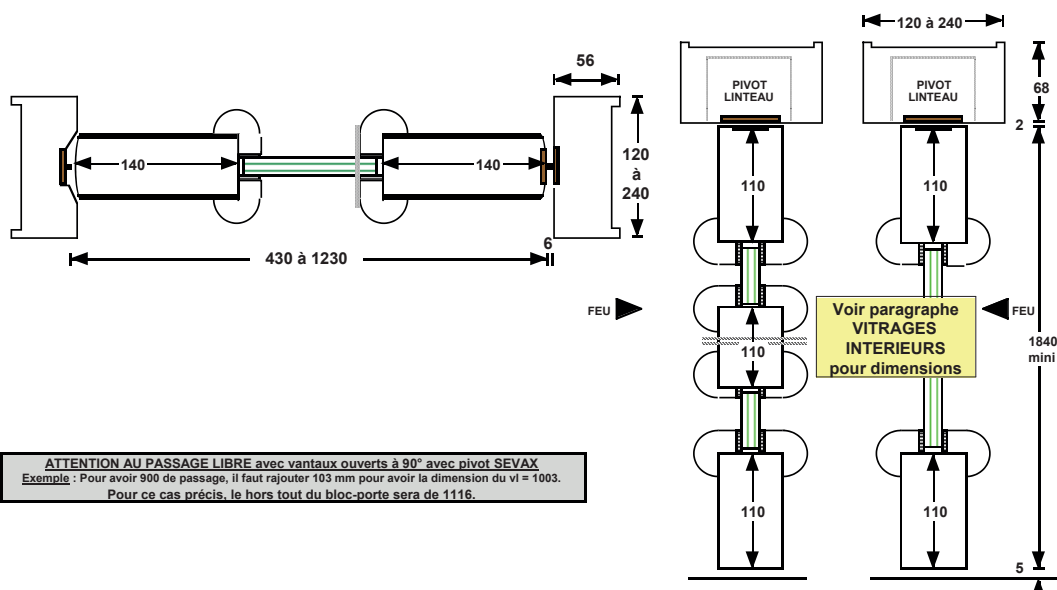 120 à 240
56
PIVOT
LINTEAU
PIVOT
LINTEAU
68
2
140
140
120
à
240
110
110
6
430 à 1230
FEU
Voir paragraphe
VITRAGES
INTERIEURS
pour dimensions
FEU
1840
mini
110
ATTENTION AU PASSAGE LIBRE avec vantaux ouverts à 90° avec pivot SEVAX
Exemple : Pour avoir 900 de passage, il faut rajouter 103 mm pour avoir la dimension du vl = 1003.
Pour ce cas précis, le hors tout du bloc-porte sera de 1116.
110
110
5